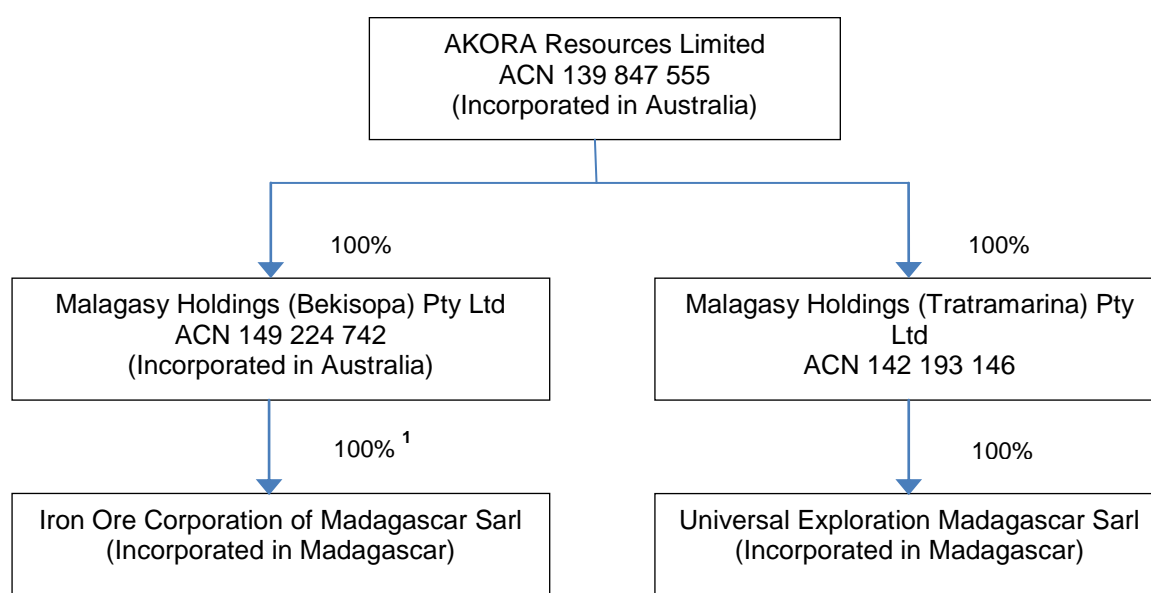 AKORA Resources Limited
ACN 139 847 555
(Incorporated in Australia)
100%
100%
Malagasy Holdings (Bekisopa) Pty Ltd
ACN 149 224 742
(Incorporated in Australia)
Malagasy Holdings (Tratramarina) Pty
Ltd
ACN 142 193 146
100% 1
100%
Iron Ore Corporation of Madagascar Sarl
(Incorporated in Madagascar)
Universal Exploration Madagascar Sarl
(Incorporated in Madagascar)